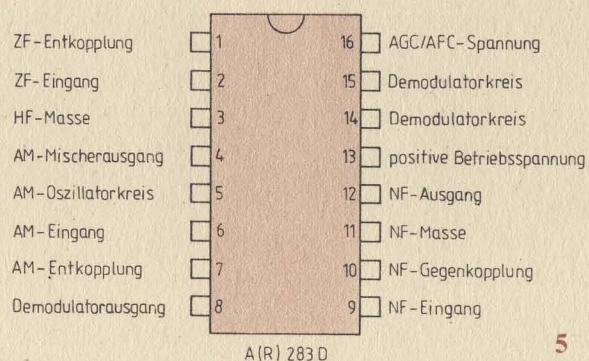 ZF-Entkopplung 1 16 AGC/AFC-Spannung
ZF-Eingang 2 15 Demodulatorkreis
HF-Masse 3 14 Demodulatorkreis
AM-Mischerausgang 4 13 positive Betriebsspannung
AM-Oszillatorkreis 5 12 NF-Ausgang
AM-Eingang 6 11 NF-Masse
AM-Entkopplung 7 10 NF-Gegenkopplung
Demodulatorausgang 8 9 NF-Eingang
A(R) 283 D
5